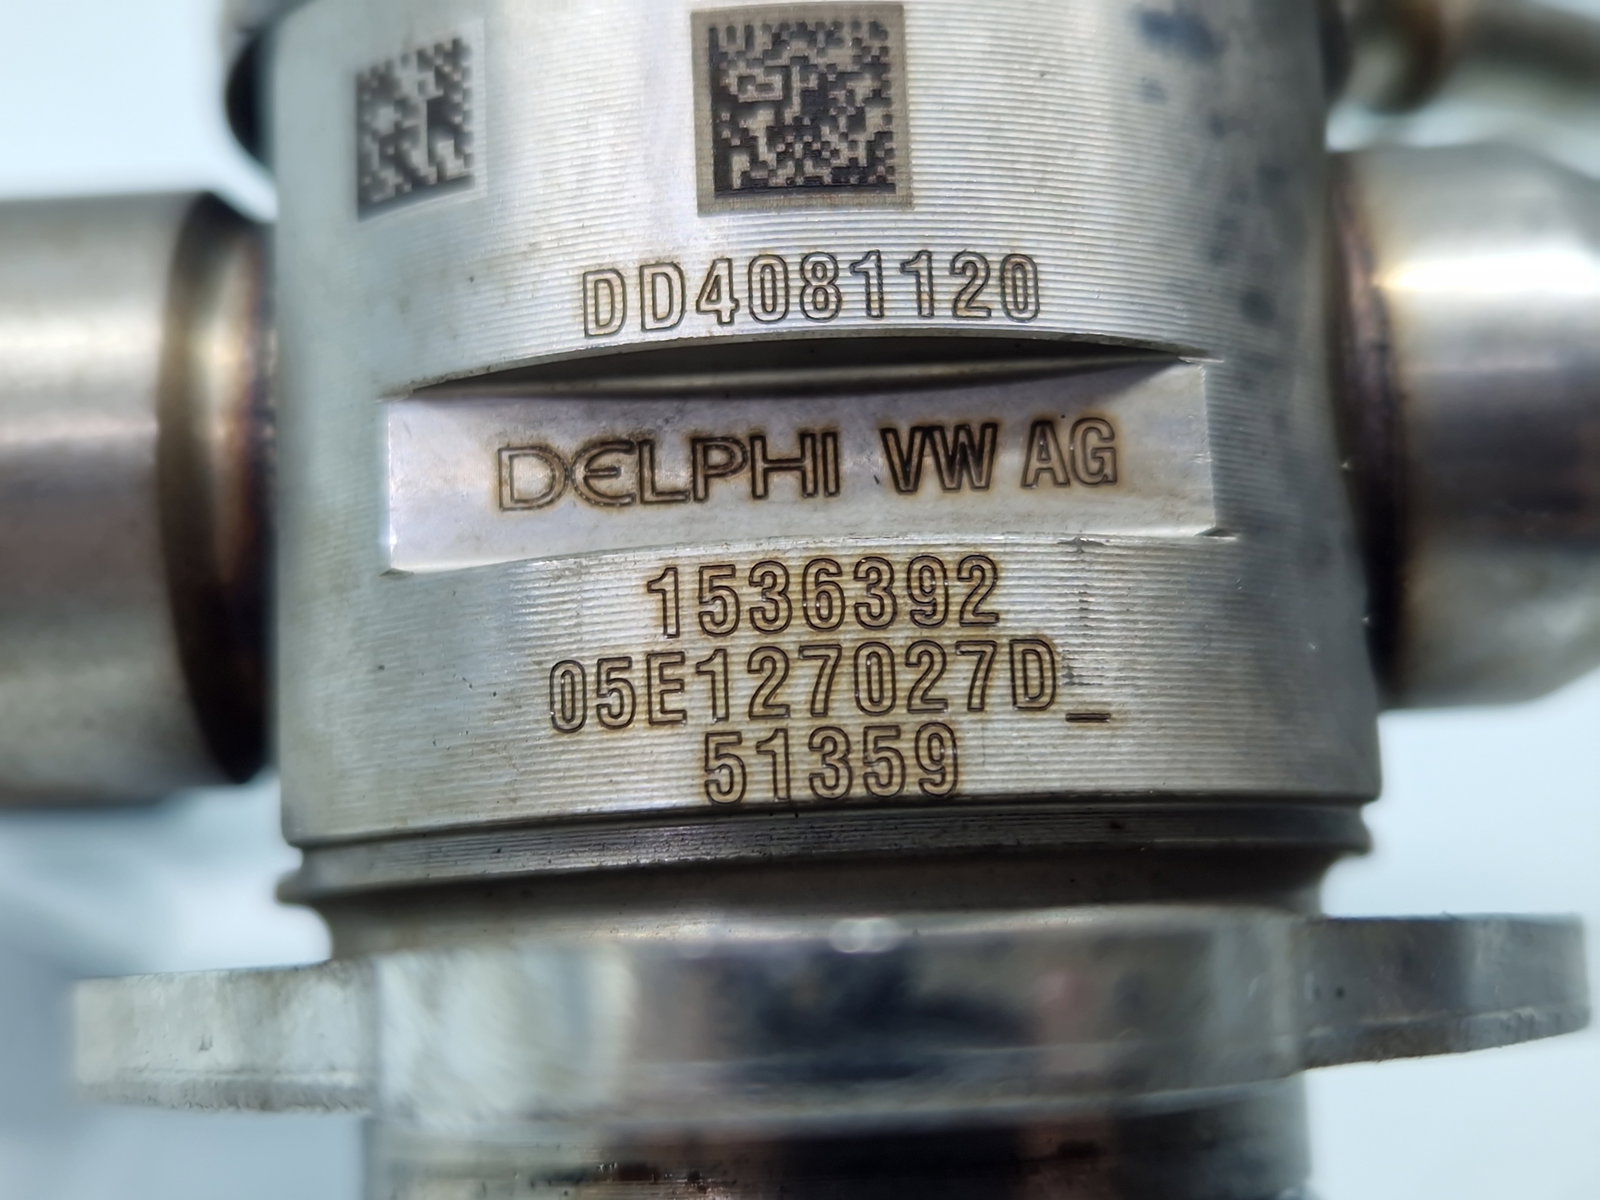 DD4081120
DELPHI VW AG
1536392
05E127027D_
51359